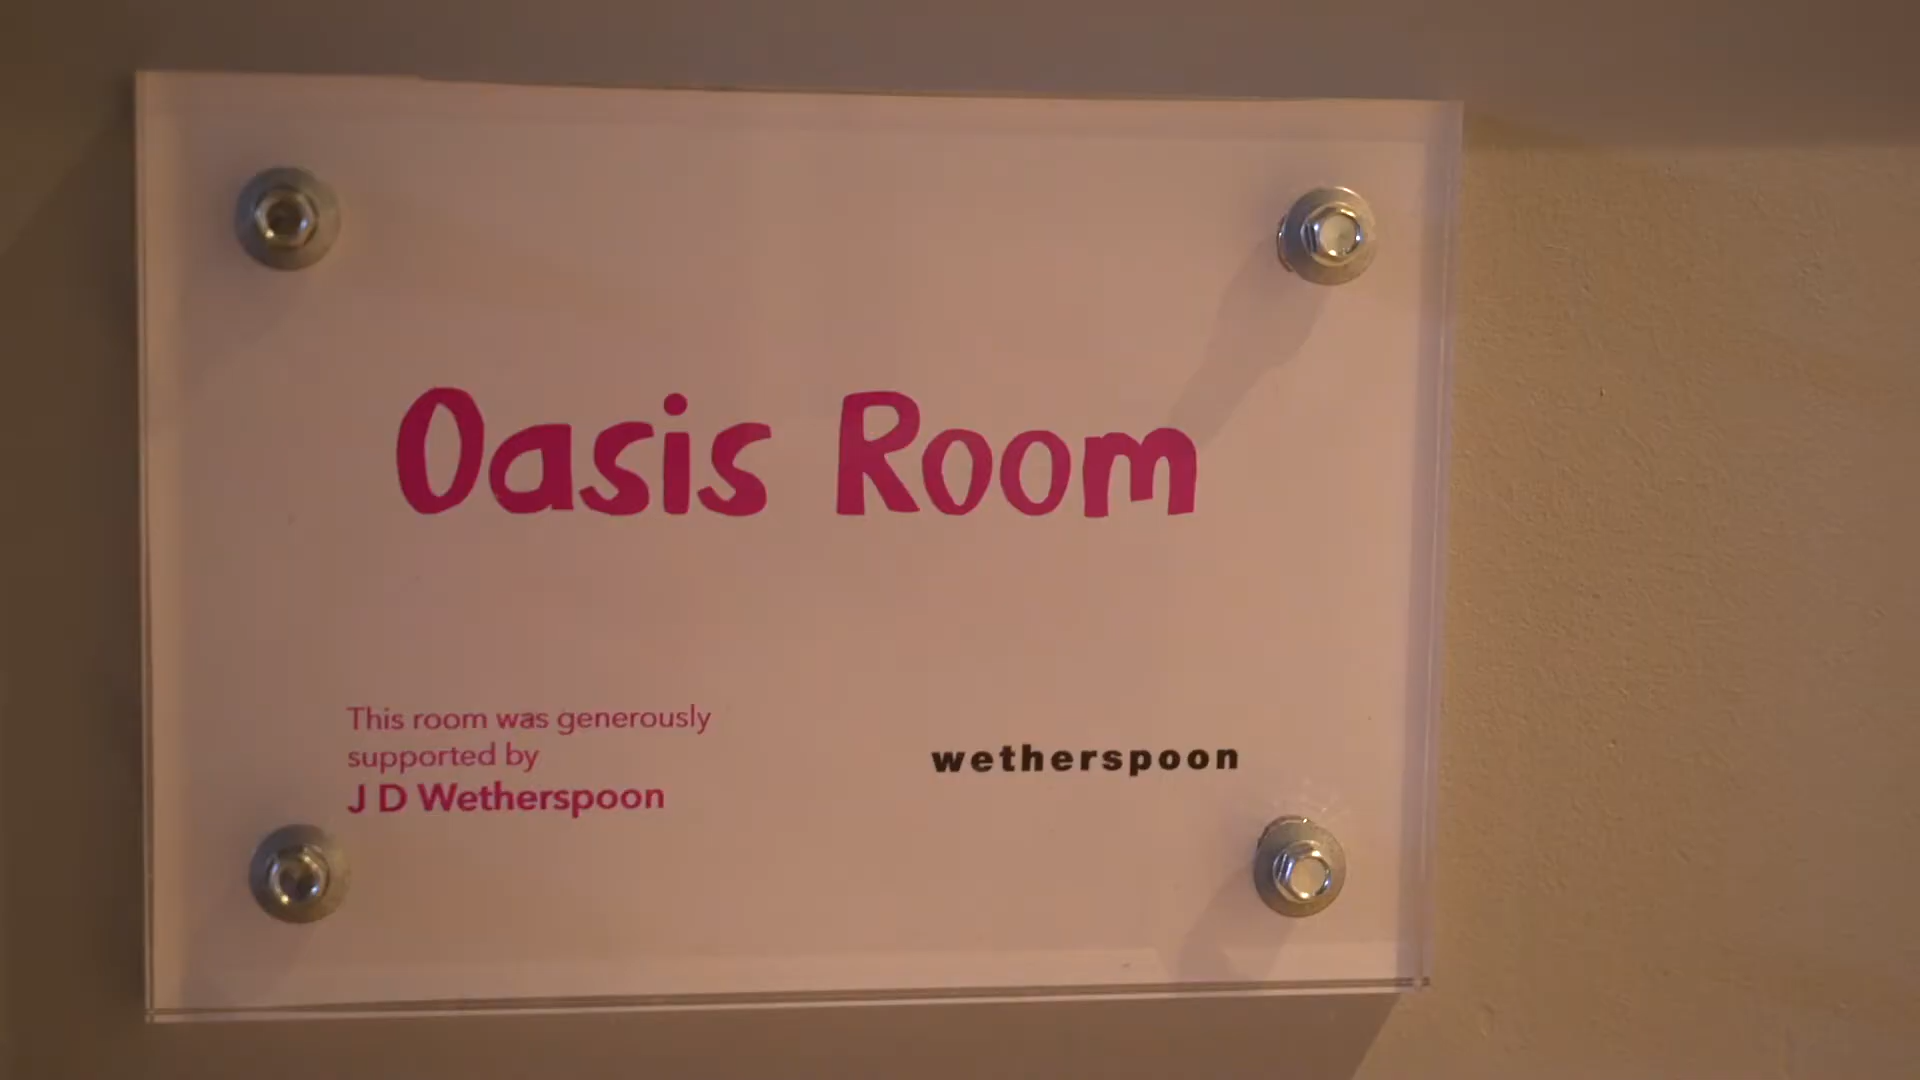 Oasis Room
This room was generously
supported by
J D Wetherspoon
wetherspoon